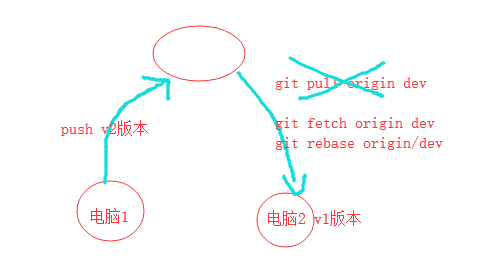 git pull origin dev
push v2版本
git fetch origin dev
git rebase origin/dev
电脑1
电脑2 v1版本